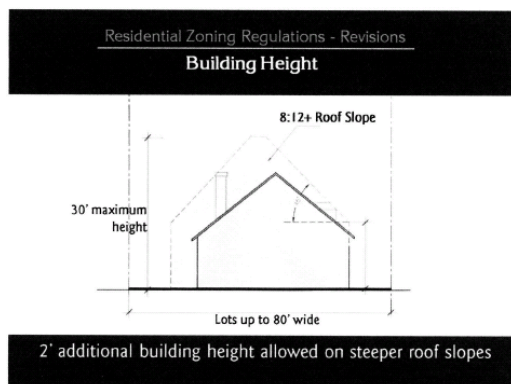 Residential Zoning Regulations - Revisions
Building Height
8:12+ Roof Slope
30' maximum
height
Lots up to 80' wide
2' additional building height allowed on steeper roof slopes